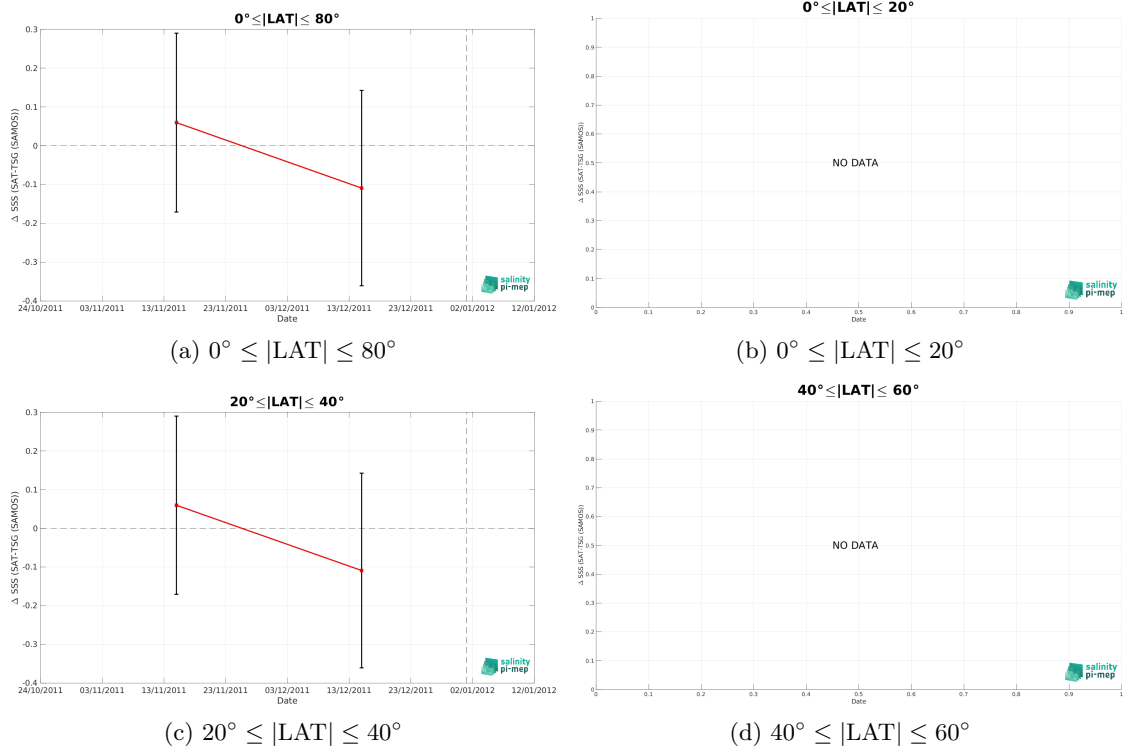 0°≤|LAT|≤ 80°
0.3
0.2
0.1
0
-0.1
-0.2
-0.3
-0.4
Δ SSS (SAT-TSG (SAMOS))
24/10/2011 03/11/2011 13/11/2011 23/11/2011 03/12/2011 13/12/2011 23/12/2011 02/01/2012 12/01/2012
Date
salinity
pi-mep
(a) 0° ≤ |LAT| ≤ 80°
0°≤|LAT|≤ 20°
1
0.9
0.8
0.7
0.6
0.5
0.4
0.3
0.2
0.1
0
Δ SSS (SAT-TSG (SAMOS))
NO DATA
0 0.1 0.2 0.3 0.4 0.5 0.6 0.7 0.8 0.9 1
Date
salinity
pi-mep
(b) 0° ≤ |LAT| ≤ 20°
20°≤|LAT|≤ 40°
0.3
0.2
0.1
0
-0.1
-0.2
-0.3
-0.4
Δ SSS (SAT-TSG (SAMOS))
24/10/2011 03/11/2011 13/11/2011 23/11/2011 03/12/2011 13/12/2011 23/12/2011 02/01/2012 12/01/2012
Date
salinity
pi-mep
(c) 20° ≤ |LAT| ≤ 40°
40°≤|LAT|≤ 60°
1
0.9
0.8
0.7
0.6
0.5
0.4
0.3
0.2
0.1
0
Δ SSS (SAT-TSG (SAMOS))
NO DATA
0 0.1 0.2 0.3 0.4 0.5 0.6 0.7 0.8 0.9 1
Date
salinity
pi-mep
(d) 40° ≤ |LAT| ≤ 60°